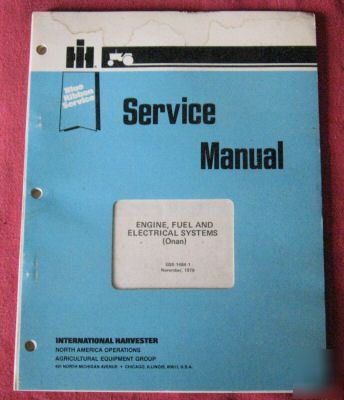 IH
Blue
Ribbon
Service
Service
Manual
ENGINE, FUEL AND
ELECTRICAL SYSTEMS
(Onan)
GSS-1484-1
November, 1979
INTERNATIONAL HARVESTER
NORTH AMERICA OPERATIONS
AGRICULTURAL EQUIPMENT GROUP
401 NORTH MICHIGAN AVENUE • CHICAGO, ILLINOIS, 60611, U.S.A.